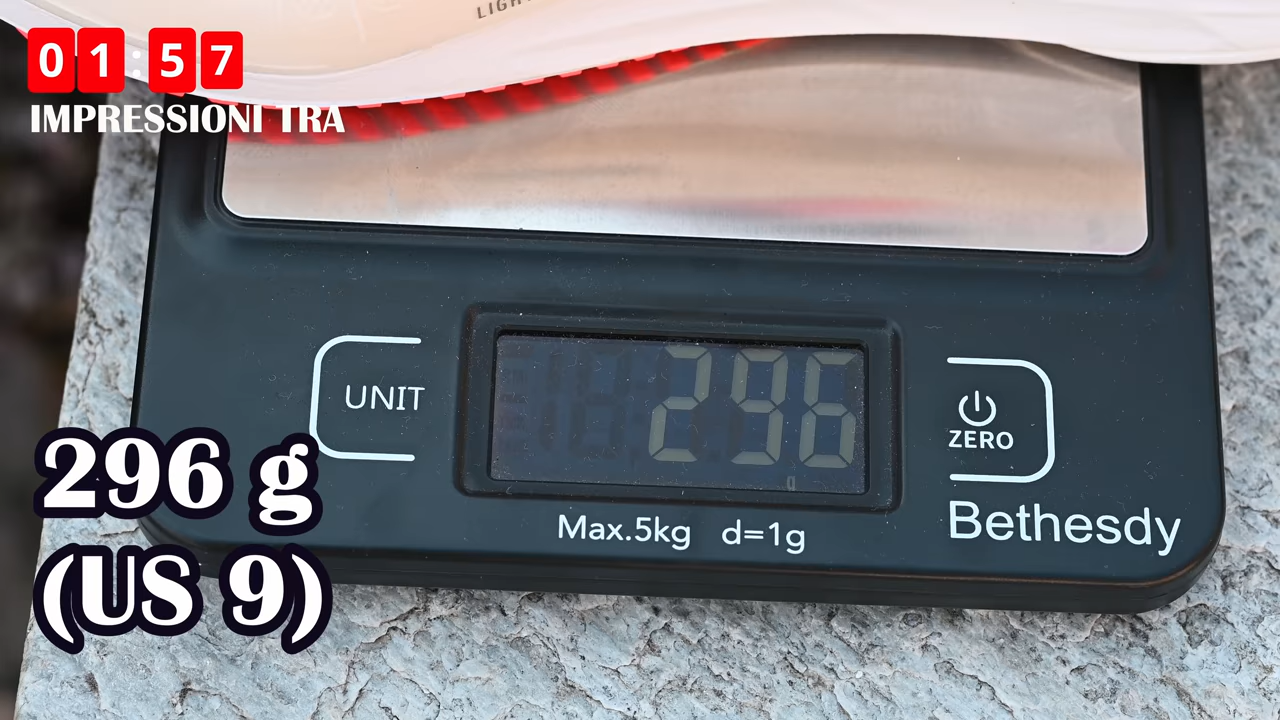 01:57
IMPRESSIONI TRA
UNIT
296
g
ZERO
Max.5kg d=1g
Bethesdy
296 g
(US 9)